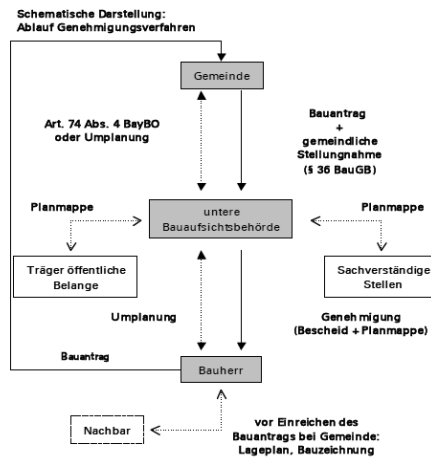 Schematische Darstellung:
Ablauf Genehmigungsverfahren
Gemeinde
Art. 74 Abs. 4 BayBO
oder Umplanung
Bauantrag
+
gemeindliche
Stellungnahme
(§ 36 BauGB)
Planmappe
untere
Bauaufsichtsbehörde
Planmappe
Träger öffentliche
Belange
Sachverständige
Stellen
Umplanung
Genehmigung
(Bescheid + Planmappe)
Bauantrag
Bauherr
Nachbar
vor Einreichen des
Bauantrags bei Gemeinde:
Lageplan, Bauzeichnung